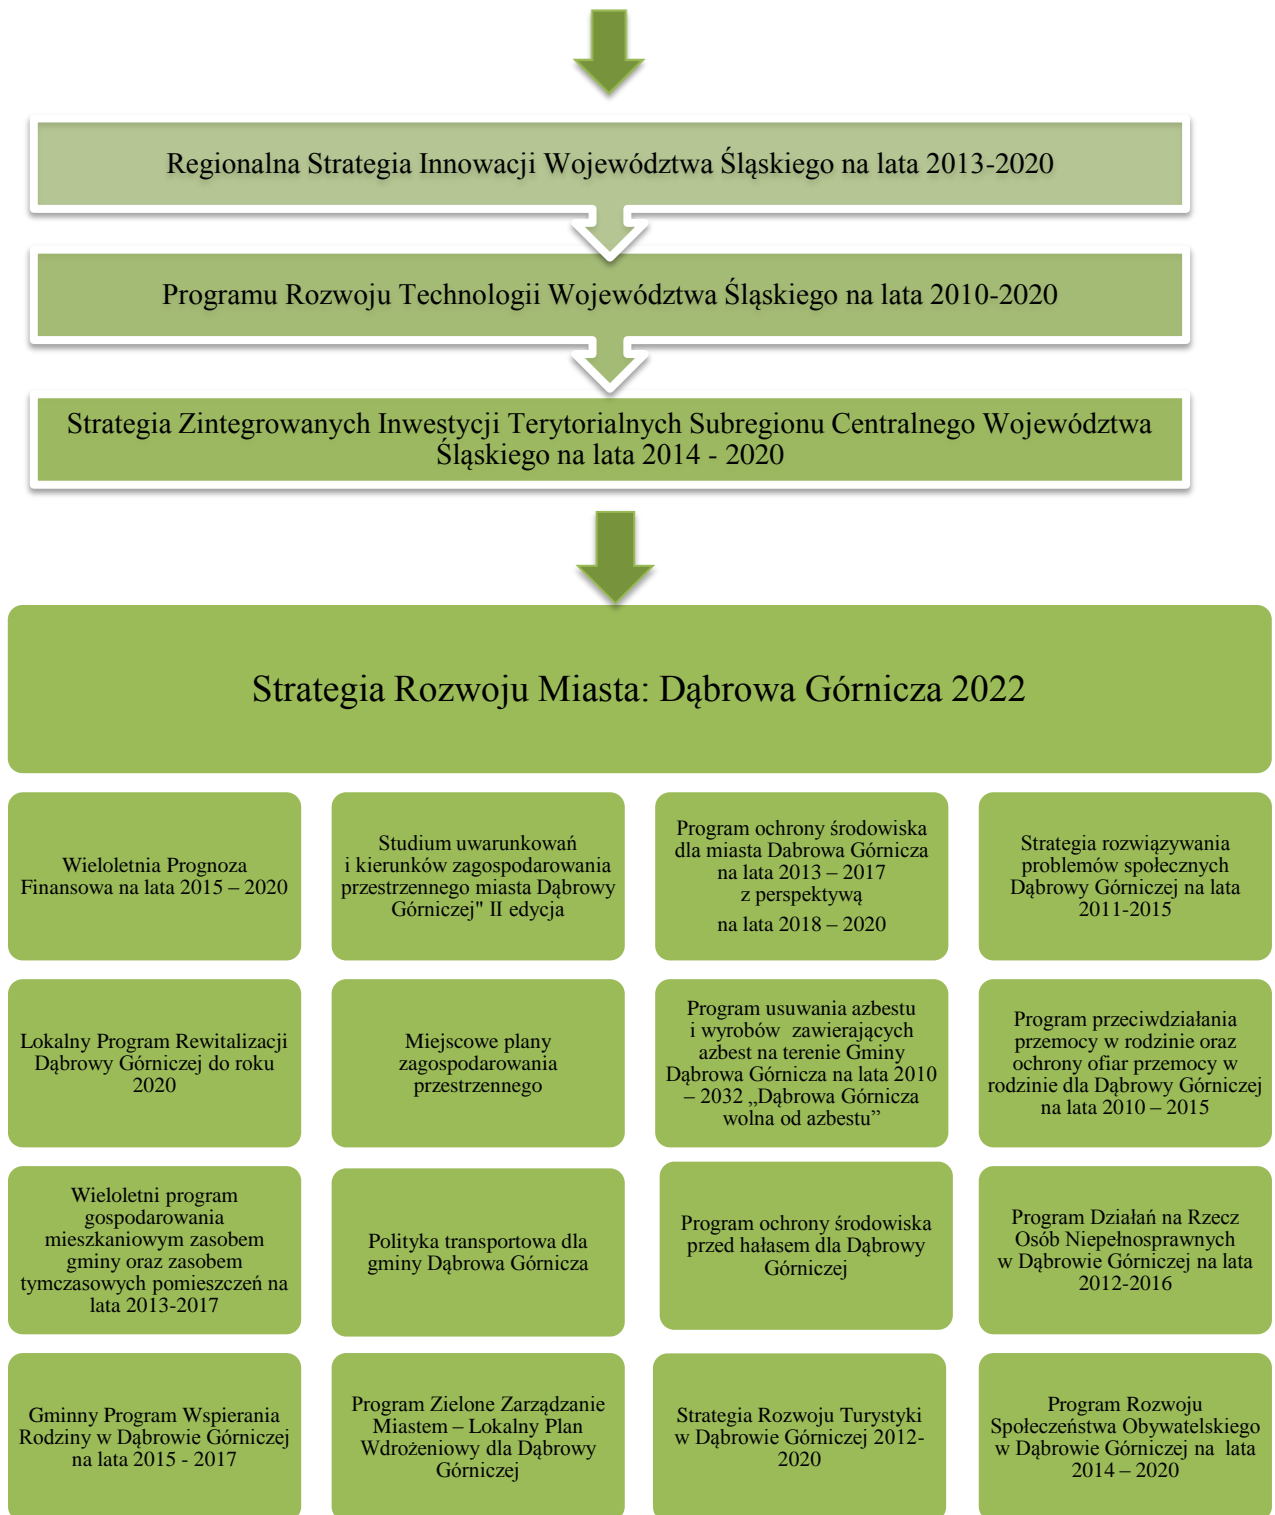 Regionalna Strategia Innowacji Województwa Śląskiego na lata 2013-2020
Programu Rozwoju Technologii Województwa Śląskiego na lata 2010-2020
Strategia Zintegrowanych Inwestycji Terytorialnych Subregionu Centralnego Województwa
Śląskiego na lata 2014 - 2020
Strategia Rozwoju Miasta: Dąbrowa Górnicza 2022
Wieloletnia Prognoza
Finansowa na lata 2015 – 2020
Studium uwarunkowań
i kierunków zagospodarowania
przestrzennego miasta Dąbrowy
Górniczej" II edycja
Program ochrony środowiska
dla miasta Dabrowa Górnicza
na lata 2013 – 2017
z perspektywą
na lata 2018 – 2020
Strategia rozwiązywania
problemów społecznych
Dąbrowy Górniczej na lata
2011-2015
Lokalny Program Rewitalizacji
Dąbrowy Górniczej do roku
2020
Miejscowe plany
zagospodarowania
przestrzennego
Program usuwania azbestu
i wyrobów  zawierających
azbest na terenie Gminy
Dąbrowa Górnicza na lata 2010
– 2032 „Dąbrowa Górnicza
wolna od azbestu”
Program przeciwdziałania
przemocy w rodzinie oraz
ochrony ofiar przemocy w
rodzinie dla Dąbrowy Górniczej
na lata 2010 – 2015
Wieloletni program
gospodarowania
mieszkaniowym zasobem
gminy oraz zasobem
tymczasowych pomieszczeń na
lata 2013-2017
Polityka transportowa dla
gminy Dąbrowa Górnicza
Program ochrony środowiska
przed hałasem dla Dąbrowy
Górniczej
Program Działań na Rzecz
Osób Niepełnosprawnych
w Dąbrowie Górniczej na lata
2012-2016
Gminny Program Wspierania
Rodziny w Dąbrowie Górniczej
na lata 2015 - 2017
Program Zielone Zarządzanie
Miastem – Lokalny Plan
Wdrożeniowy dla Dąbrowy
Górniczej
Strategia Rozwoju Turystyki
w Dąbrowie Górniczej 2012-
2020
Program Rozwoju
Społeczeństwa Obywatelskiego
w Dąbrowie Górniczej na  lata
2014 – 2020